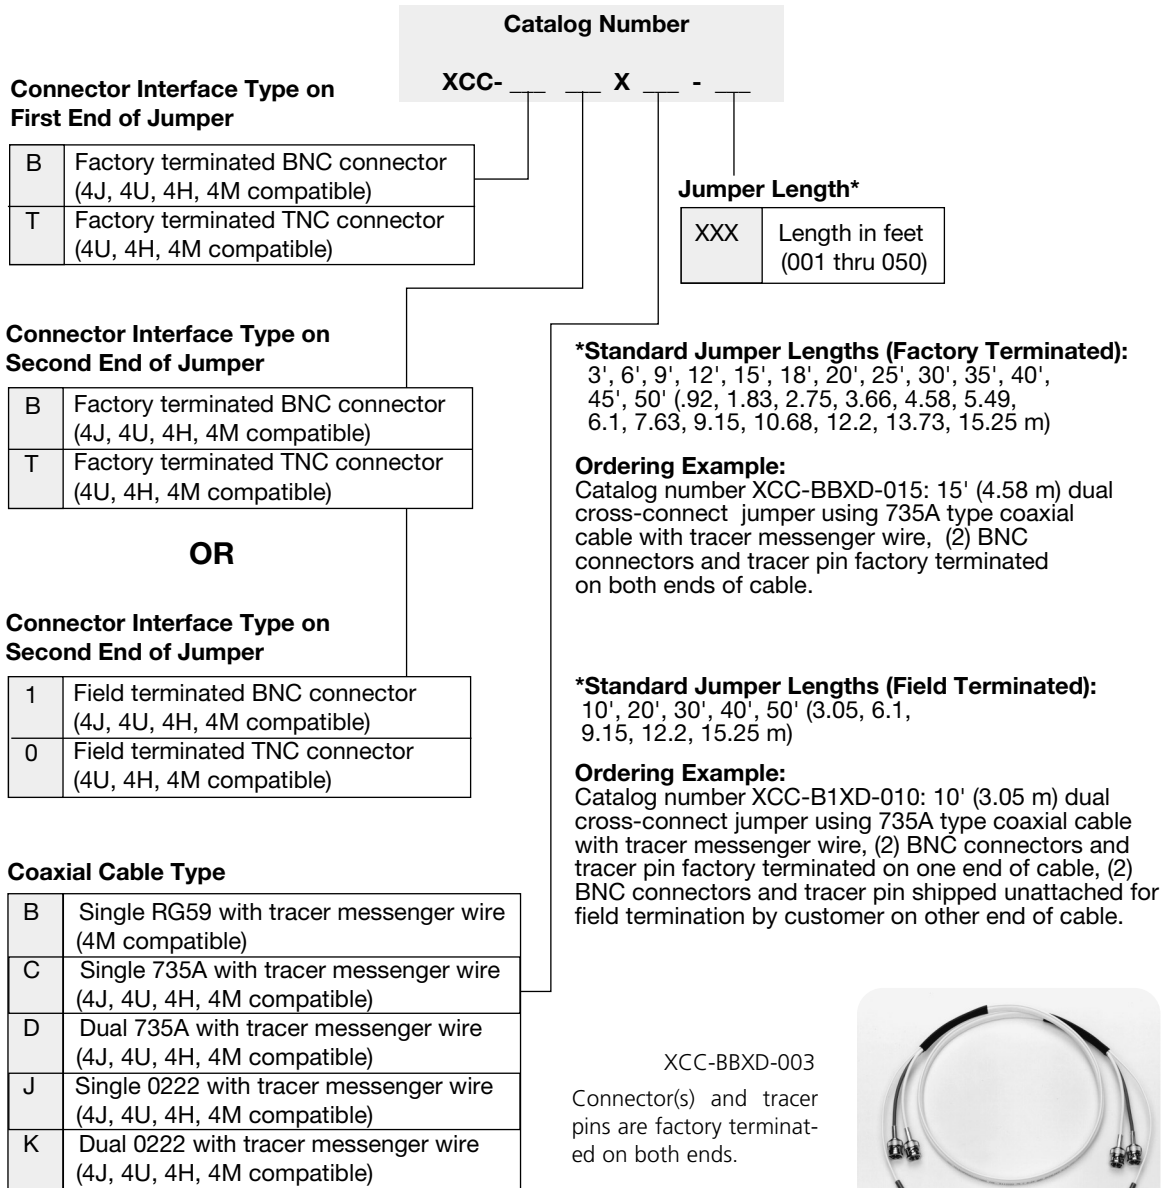 Catalog Number
XCC- ___ ___ X ___ - ___
Connector Interface Type on
First End of Jumper
B Factory terminated BNC connector
(4J, 4U, 4H, 4M compatible)
T Factory terminated TNC connector
(4U, 4H, 4M compatible)
Jumper Length*
XXX Length in feet
(001 thru 050)
Connector Interface Type on
Second End of Jumper
B Factory terminated BNC connector
(4J, 4U, 4H, 4M compatible)
T Factory terminated TNC connector
(4U, 4H, 4M compatible)
OR
Connector Interface Type on
Second End of Jumper
1 Field terminated BNC connector
(4J, 4U, 4H, 4M compatible)
0 Field terminated TNC connector
(4U, 4H, 4M compatible)
Coaxial Cable Type
B Single RG59 with tracer messenger wire
(4M compatible)
C Single 735A with tracer messenger wire
(4J, 4U, 4H, 4M compatible)
D Dual 735A with tracer messenger wire
(4J, 4U, 4H, 4M compatible)
J Single 0222 with tracer messenger wire
(4J, 4U, 4H, 4M compatible)
K Dual 0222 with tracer messenger wire
(4J, 4U, 4H, 4M compatible)
*Standard Jumper Lengths (Factory Terminated):
3', 6', 9', 12', 15', 18', 20', 25', 30', 35', 40',
45', 50' (.92, 1.83, 2.75, 3.66, 4.58, 5.49,
6.1, 7.63, 9.15, 10.68, 12.2, 13.73, 15.25 m)
Ordering Example:
Catalog number XCC-BBXD-015: 15' (4.58 m) dual
cross-connect jumper using 735A type coaxial
cable with tracer messenger wire, (2) BNC
connectors and tracer pin factory terminated
on both ends of cable.
*Standard Jumper Lengths (Field Terminated):
10', 20', 30', 40', 50' (3.05, 6.1,
9.15, 12.2, 15.25 m)
Ordering Example:
Catalog number XCC-B1XD-010: 10' (3.05 m) dual
cross-connect jumper using 735A type coaxial cable
with tracer messenger wire, (2) BNC connectors and
tracer pin factory terminated on one end of cable, (2)
BNC connectors and tracer pin shipped unattached for
field termination by customer on other end of cable.
XCC-BBXD-003
Connector(s) and tracer
pins are factory terminat-
ed on both ends.